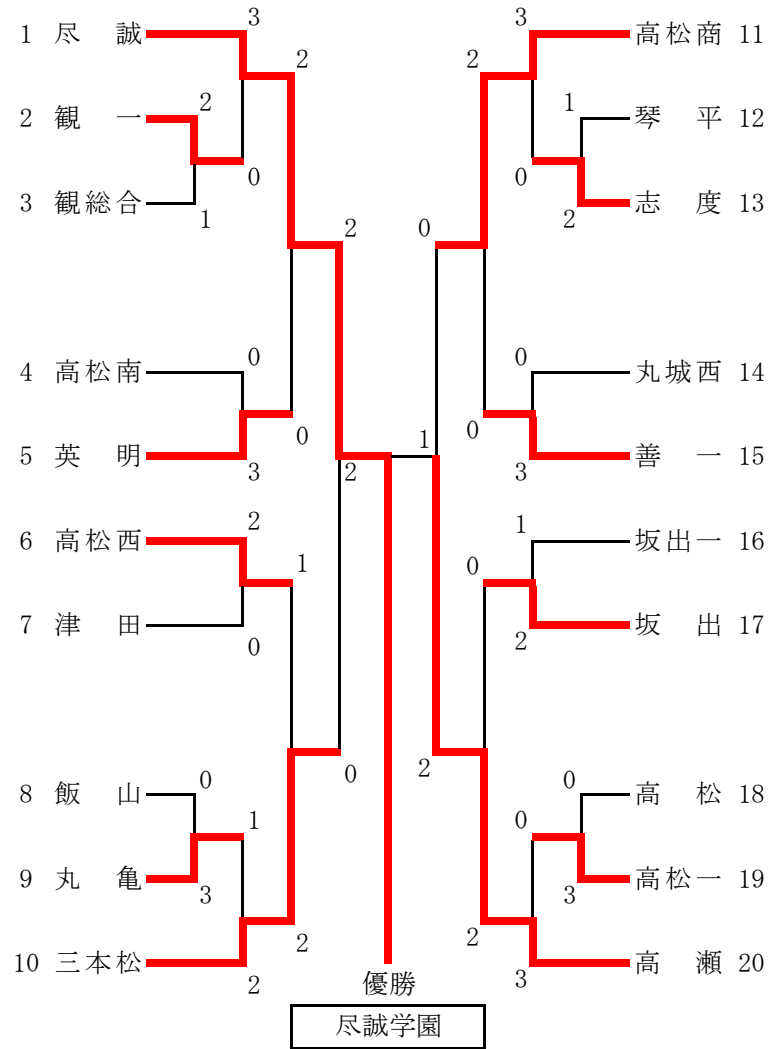 3 3
1 尽 誠 高松商 11
2 2
2 1
2 観 一 琴 平 12
0 0
3 観総合 志 度 13
1 2
2 0
0 0
4 高松南 丸城西 14
0 1 0
5 英 明 善 一 15
3 2 3
2 1
6 高松西 坂出一 16
1 0
7 津 田 坂 出 17
0 2
0 2
0 0
8 飯 山 高 松 18
1 0
9 丸 亀 高松一 19
3 3
2 2
10 三本松 高 瀬 20
2 3
優勝
尽誠学園